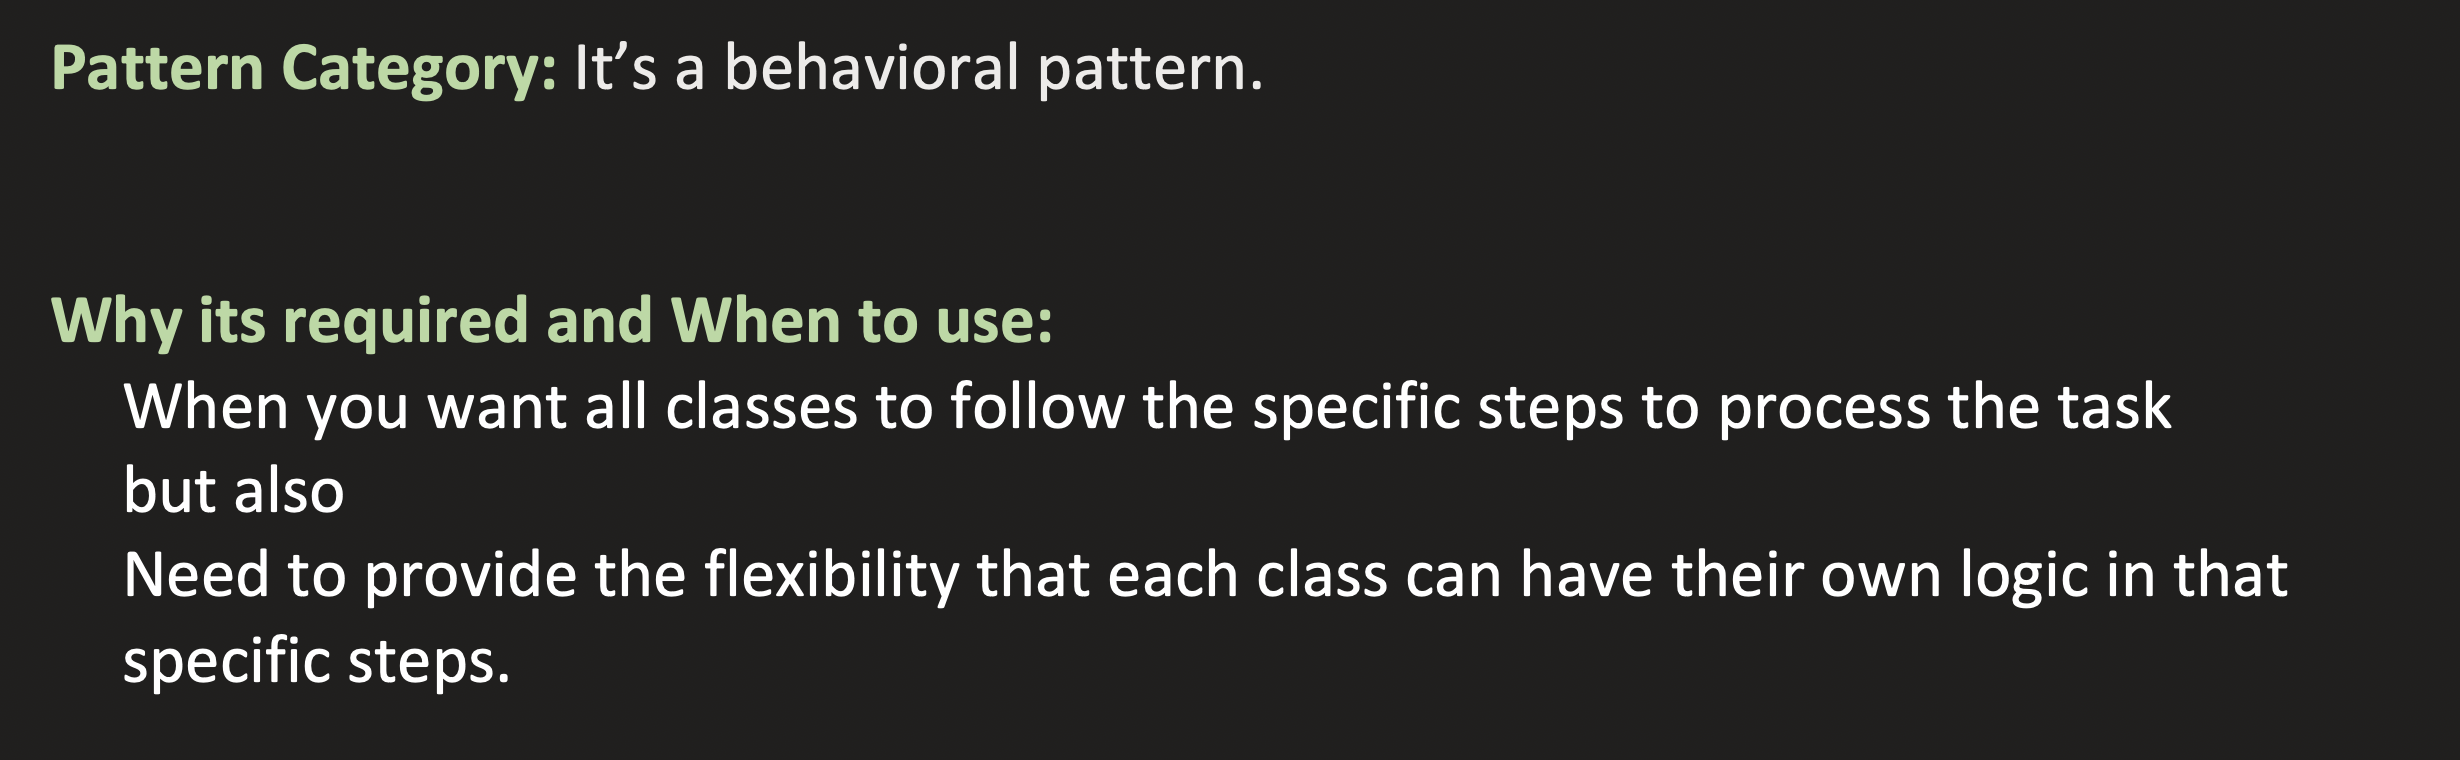 Pattern Category: It’s a behavioral pattern.
Why its required and When to use:
When you want all classes to follow the specific steps to process the task
but also
Need to provide the flexibility that each class can have their own logic in that
specific steps.